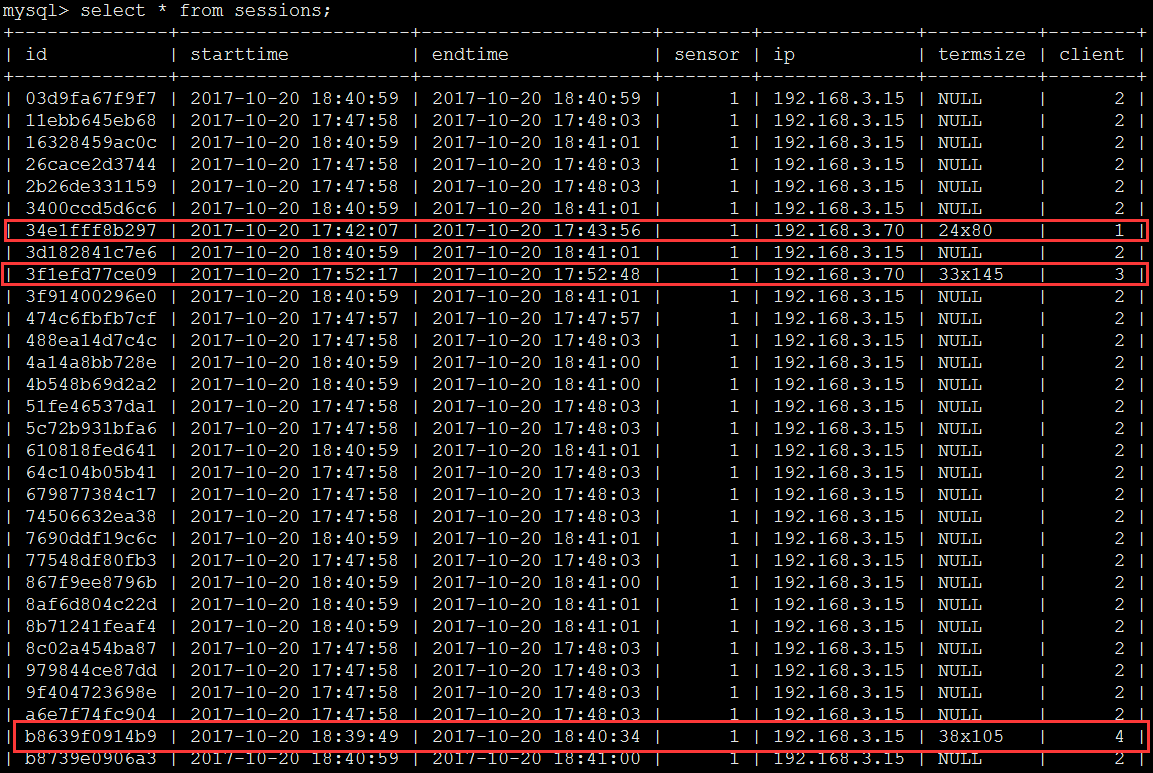 mysql> select * from sessions;
+--------------+---------------------+---------------------+--------+--------------+----------+--------+
| id | starttime | endtime | sensor | ip | termsize | client |
+--------------+---------------------+---------------------+--------+--------------+----------+--------+
| 03d9fa67f9f7 | 2017-10-20 18:40:59 | 2017-10-20 18:40:59 | 1 | 192.168.3.15 | NULL | 2 |
| 11ebb645eb68 | 2017-10-20 17:47:58 | 2017-10-20 17:48:03 | 1 | 192.168.3.15 | NULL | 2 |
| 16328459ac0c | 2017-10-20 18:40:59 | 2017-10-20 18:41:01 | 1 | 192.168.3.15 | NULL | 2 |
| 26cace2d3744 | 2017-10-20 17:47:58 | 2017-10-20 17:48:03 | 1 | 192.168.3.15 | NULL | 2 |
| 2b26de331159 | 2017-10-20 17:47:58 | 2017-10-20 17:48:03 | 1 | 192.168.3.15 | NULL | 2 |
| 3400ccd5d6c6 | 2017-10-20 18:40:59 | 2017-10-20 18:41:01 | 1 | 192.168.3.15 | NULL | 2 |
| 34e1fff8b297 | 2017-10-20 17:42:07 | 2017-10-20 17:43:56 | 1 | 192.168.3.70 | 24x80 | 1 |
| 3d182841c7e6 | 2017-10-20 18:40:59 | 2017-10-20 18:41:01 | 1 | 192.168.3.15 | NULL | 2 |
| 3f1efd77ce09 | 2017-10-20 17:52:17 | 2017-10-20 17:52:48 | 1 | 192.168.3.70 | 33x145 | 3 |
| 3f91400296e0 | 2017-10-20 18:40:59 | 2017-10-20 18:41:01 | 1 | 192.168.3.15 | NULL | 2 |
| 474c6fbfb7cf | 2017-10-20 17:47:57 | 2017-10-20 17:47:57 | 1 | 192.168.3.15 | NULL | 2 |
| 488ea14d7c4c | 2017-10-20 17:47:58 | 2017-10-20 17:48:03 | 1 | 192.168.3.15 | NULL | 2 |
| 4a14a8bb728e | 2017-10-20 18:40:59 | 2017-10-20 18:41:00 | 1 | 192.168.3.15 | NULL | 2 |
| 4b548b69d2a2 | 2017-10-20 18:40:59 | 2017-10-20 18:41:00 | 1 | 192.168.3.15 | NULL | 2 |
| 51fe46537da1 | 2017-10-20 17:47:58 | 2017-10-20 17:48:03 | 1 | 192.168.3.15 | NULL | 2 |
| 5c72b931bfa6 | 2017-10-20 17:47:58 | 2017-10-20 17:48:03 | 1 | 192.168.3.15 | NULL | 2 |
| 610818fed641 | 2017-10-20 18:40:59 | 2017-10-20 18:41:01 | 1 | 192.168.3.15 | NULL | 2 |
| 64c104b05b41 | 2017-10-20 17:47:58 | 2017-10-20 17:48:03 | 1 | 192.168.3.15 | NULL | 2 |
| 679877384c17 | 2017-10-20 17:47:58 | 2017-10-20 17:48:03 | 1 | 192.168.3.15 | NULL | 2 |
| 74506632ea38 | 2017-10-20 17:47:58 | 2017-10-20 17:48:03 | 1 | 192.168.3.15 | NULL | 2 |
| 7690ddf19c6c | 2017-10-20 18:40:59 | 2017-10-20 18:41:01 | 1 | 192.168.3.15 | NULL | 2 |
| 77548df80fb3 | 2017-10-20 17:47:58 | 2017-10-20 17:48:03 | 1 | 192.168.3.15 | NULL | 2 |
| 867f9ee8796b | 2017-10-20 18:40:59 | 2017-10-20 18:41:00 | 1 | 192.168.3.15 | NULL | 2 |
| 8af6d804c22d | 2017-10-20 18:40:59 | 2017-10-20 18:41:01 | 1 | 192.168.3.15 | NULL | 2 |
| 8b71241feaf4 | 2017-10-20 18:40:59 | 2017-10-20 18:41:01 | 1 | 192.168.3.15 | NULL | 2 |
| 8c02a454ba87 | 2017-10-20 17:47:58 | 2017-10-20 17:48:03 | 1 | 192.168.3.15 | NULL | 2 |
| 979844ce87dd | 2017-10-20 17:47:58 | 2017-10-20 17:48:03 | 1 | 192.168.3.15 | NULL | 2 |
| 9f404723698e | 2017-10-20 17:47:58 | 2017-10-20 17:48:03 | 1 | 192.168.3.15 | NULL | 2 |
| a6e7f74fc904 | 2017-10-20 17:47:58 | 2017-10-20 17:48:03 | 1 | 192.168.3.15 | NULL | 2 |
| b8639f0914b9 | 2017-10-20 18:39:49 | 2017-10-20 18:40:34 | 1 | 192.168.3.15 | 38x105 | 4 |
| b8739e0906a3 | 2017-10-20 18:40:59 | 2017-10-20 18:41:00 | 1 | 192.168.3.15 | NULL | 2 |